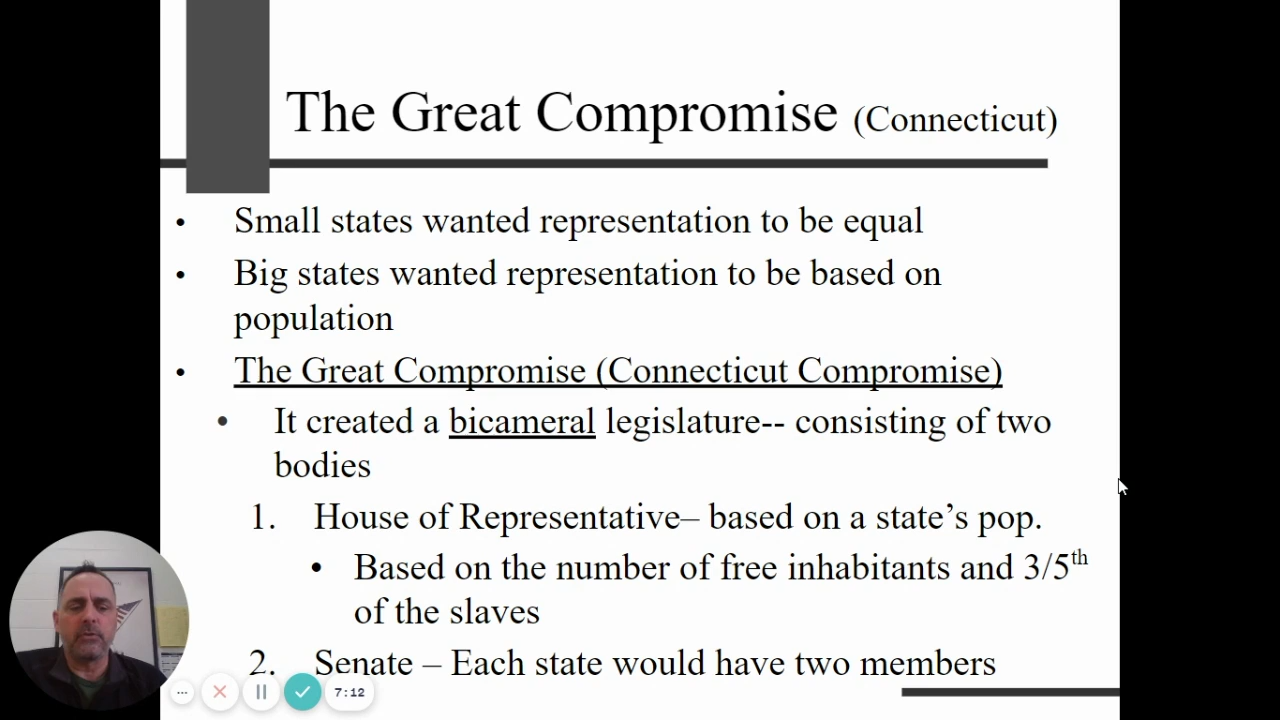 The Great Compromise (Connecticut)
• Small states wanted representation to be equal
• Big states wanted representation to be based on
population
• The Great Compromise (Connecticut Compromise)
• It created a bicameral legislature-- consisting of two
bodies
1. House of Representative– based on a state’s pop.
• Based on the number of free inhabitants and 3/5th
of the slaves
2. Senate – Each state would have two members
7:12